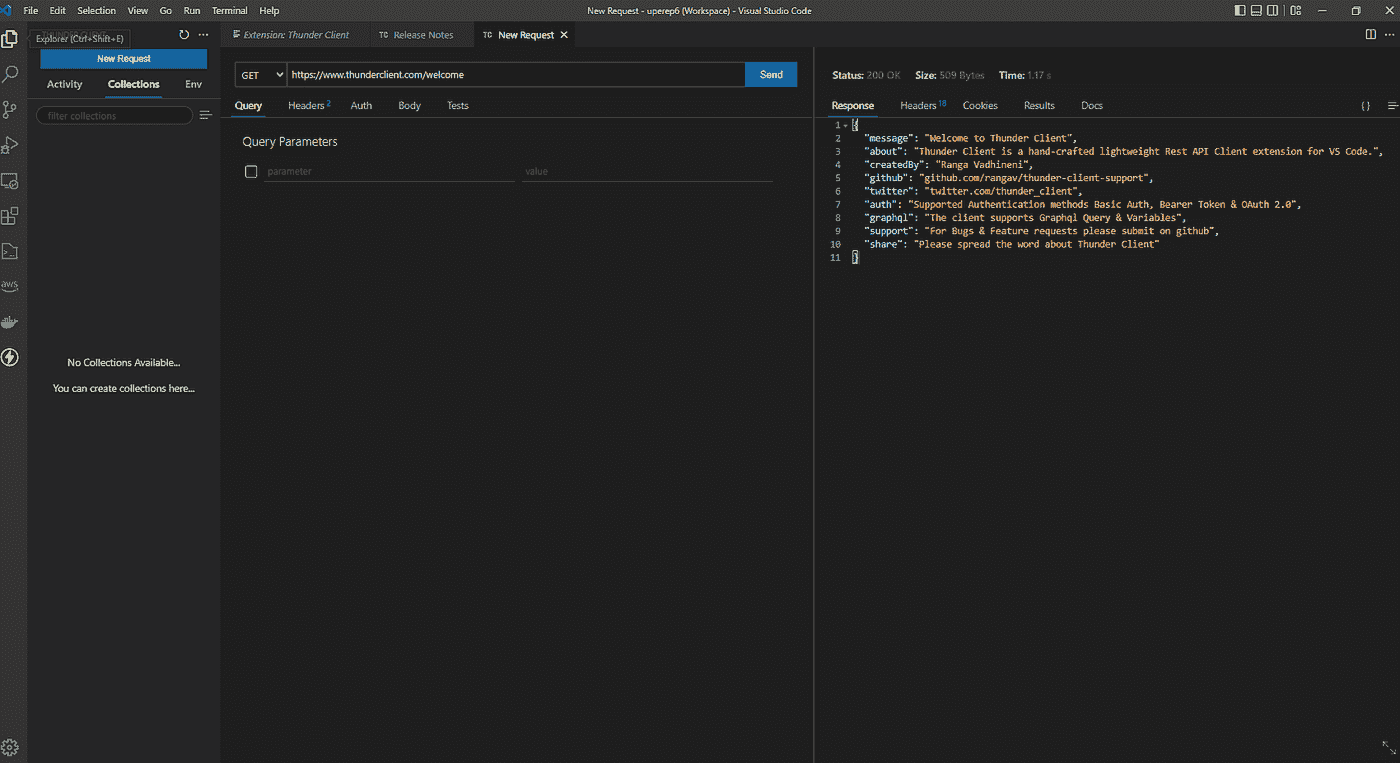 File Edit Selection View Go Run Terminal Help
New Request - uperep6 (Workspace) - Visual Studio Code
Explorer (Ctrl+Shift+E)
New Request
Activity Collections Env
filter collections
No Collections Available...
You can create collections here...
aws
Extension: Thunder Client
TC Release Notes
TC New Request
GET https://www.thunderclient.com/welcome Send
Query Headers 2 Auth Body Tests
Query Parameters
parameter value
Status: 200 OK Size: 509 Bytes Time: 1.17 s
Response Headers 18 Cookies Results Docs {}
1 {
2 "message": "Welcome to Thunder Client",
3 "about": "Thunder Client is a hand-crafted lightweight Rest API Client extension for VS Code.",
4 "createdBy": "Ranga Vadhineni",
5 "github": "github.com/rangav/thunder-client-support",
6 "twitter": "twitter.com/thunder_client",
7 "auth": "Supported Authentication methods Basic Auth, Bearer Token & OAuth 2.0",
8 "graphql": "The client supports Graphql Query & Variables",
9 "support": "For Bugs & Feature requests please submit on github",
10 "share": "Please spread the word about Thunder Client"
11 }